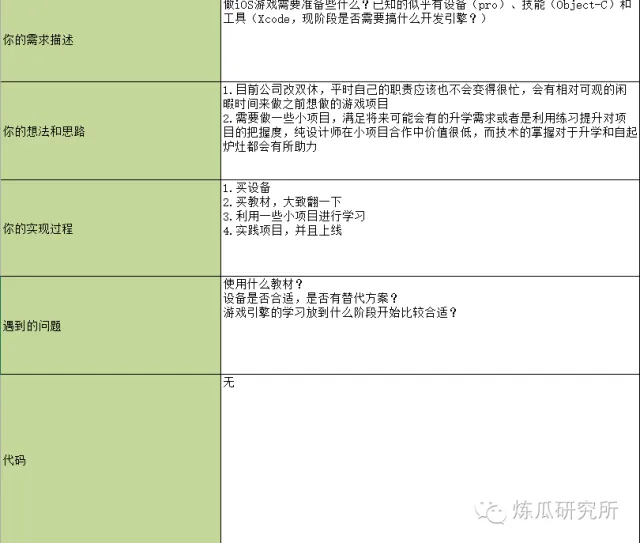 做iOS游戏需要准备些什么？已知的似乎有设备（pro）、技能（Object-C）和
工具（Xcode，现阶段是否需要搞什么开发引擎？）
你的需求描述
1.目前公司改双休，平时自己的职责应该也不会变得很忙，会有相对可观的闲
暇时间来做之前想做的游戏项目
2.需要做一些小项目，满足将来可能会有的升学需求或者是利用练习提升对项
目的把握度，纯设计师在小项目合作中价值很低，而技术的掌握对于升学和自起
炉灶都会有所助力
你的想法和思路
1.买设备
2.买教材，大致翻一下
3.利用一些小项目进行学习
4.实践项目，并且上线
你的实现过程
使用什么教材？
设备是否合适，是否有替代方案？
游戏引擎的学习放到什么阶段开始比较合适？
遇到的问题
无
代码
炼瓜研究所